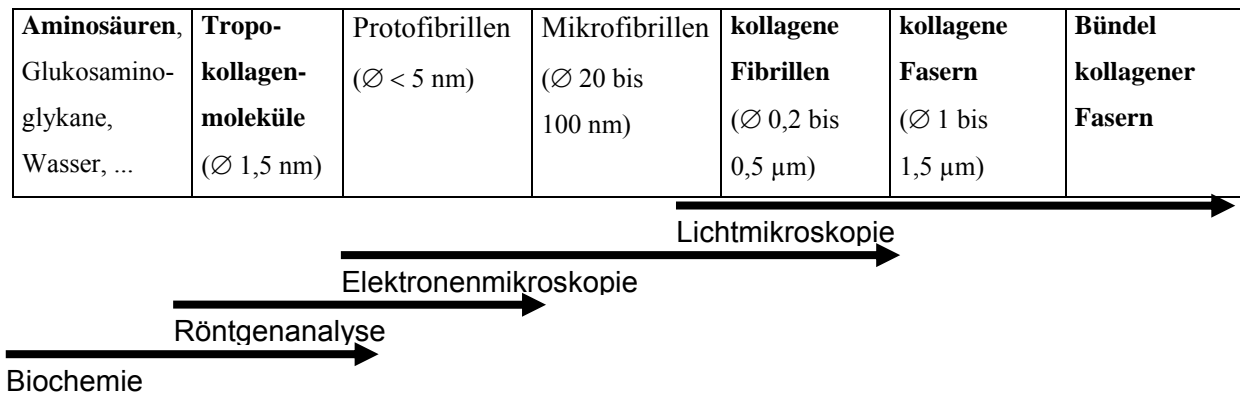 Aminosäuren,
Glukosamino-
glykane,
Wasser, ...
Tropo-
kollagen-
moleküle
(∅ 1,5 nm)
Protofibrillen
(∅ < 5 nm)
Mikrofibrillen
(∅ 20 bis
100 nm)
kollagene
Fibrillen
(∅ 0,2 bis
0,5 µm)
kollagene
Fasern
(∅ 1 bis
1,5 µm)
Bündel
kollagener
Fasern
Lichtmikroskopie
Elektronenmikroskopie
Röntgenanalyse
Biochemie